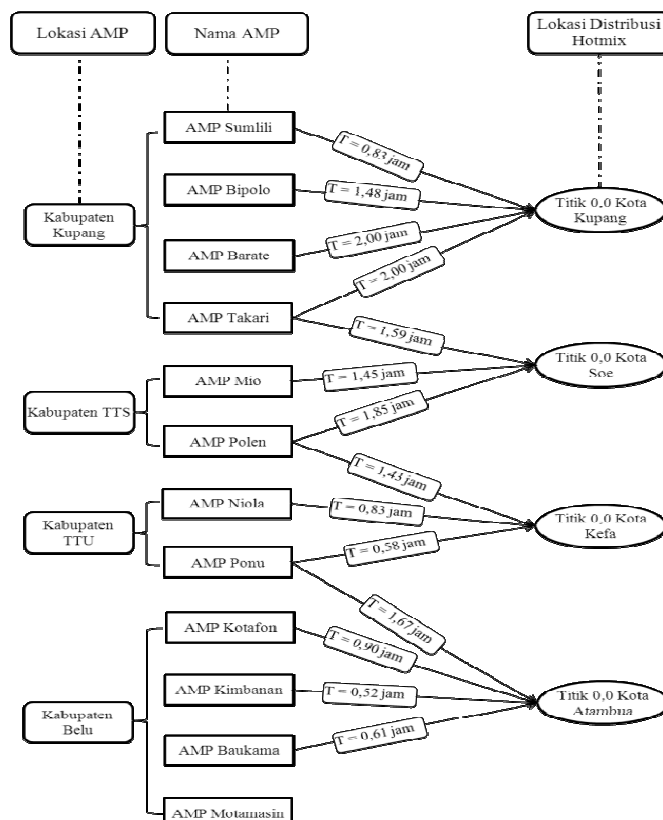 Lokasi AMP
Nama AMP
Lokasi Distribusi
Hotmix
AMP Sumlili
T = 0,83 jam
AMP Bipolo
T = 1,48 jam
Kabupaten
Kupang
Titik 0,0 Kota
Kupang
AMP Barate
T = 2,00 jam
T = 2,00 jam
AMP Takari
T = 1,59 jam
Titik 0,0 Kota
Soe
AMP Mio
T = 1,45 jam
Kabupaten TTS
T = 1,85 jam
AMP Polen
T = 1,43 jam
AMP Niola
T = 0,83 jam
Kabupaten
TTU
Titik 0,0 Kota
Kefa
T = 0,58 jam
AMP Ponu
T = 1,67 jam
AMP Kotafon
T = 0,90 jam
AMP Kimbanan
T = 0,52 jam
Titik 0,0 Kota
Atambua
Kabupaten
Belu
T = 0,61 jam
AMP Baukama
AMP Motamasin